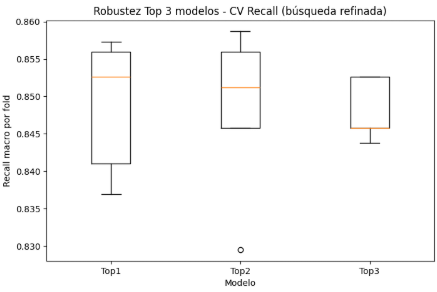 Robustez Top 3 modelos - CV Recall (búsqueda refinada)
Recall macro por fold
0.860
0.855
0.850
0.845
0.840
0.835
0.830
Top1
Top2
Top3
Modelo